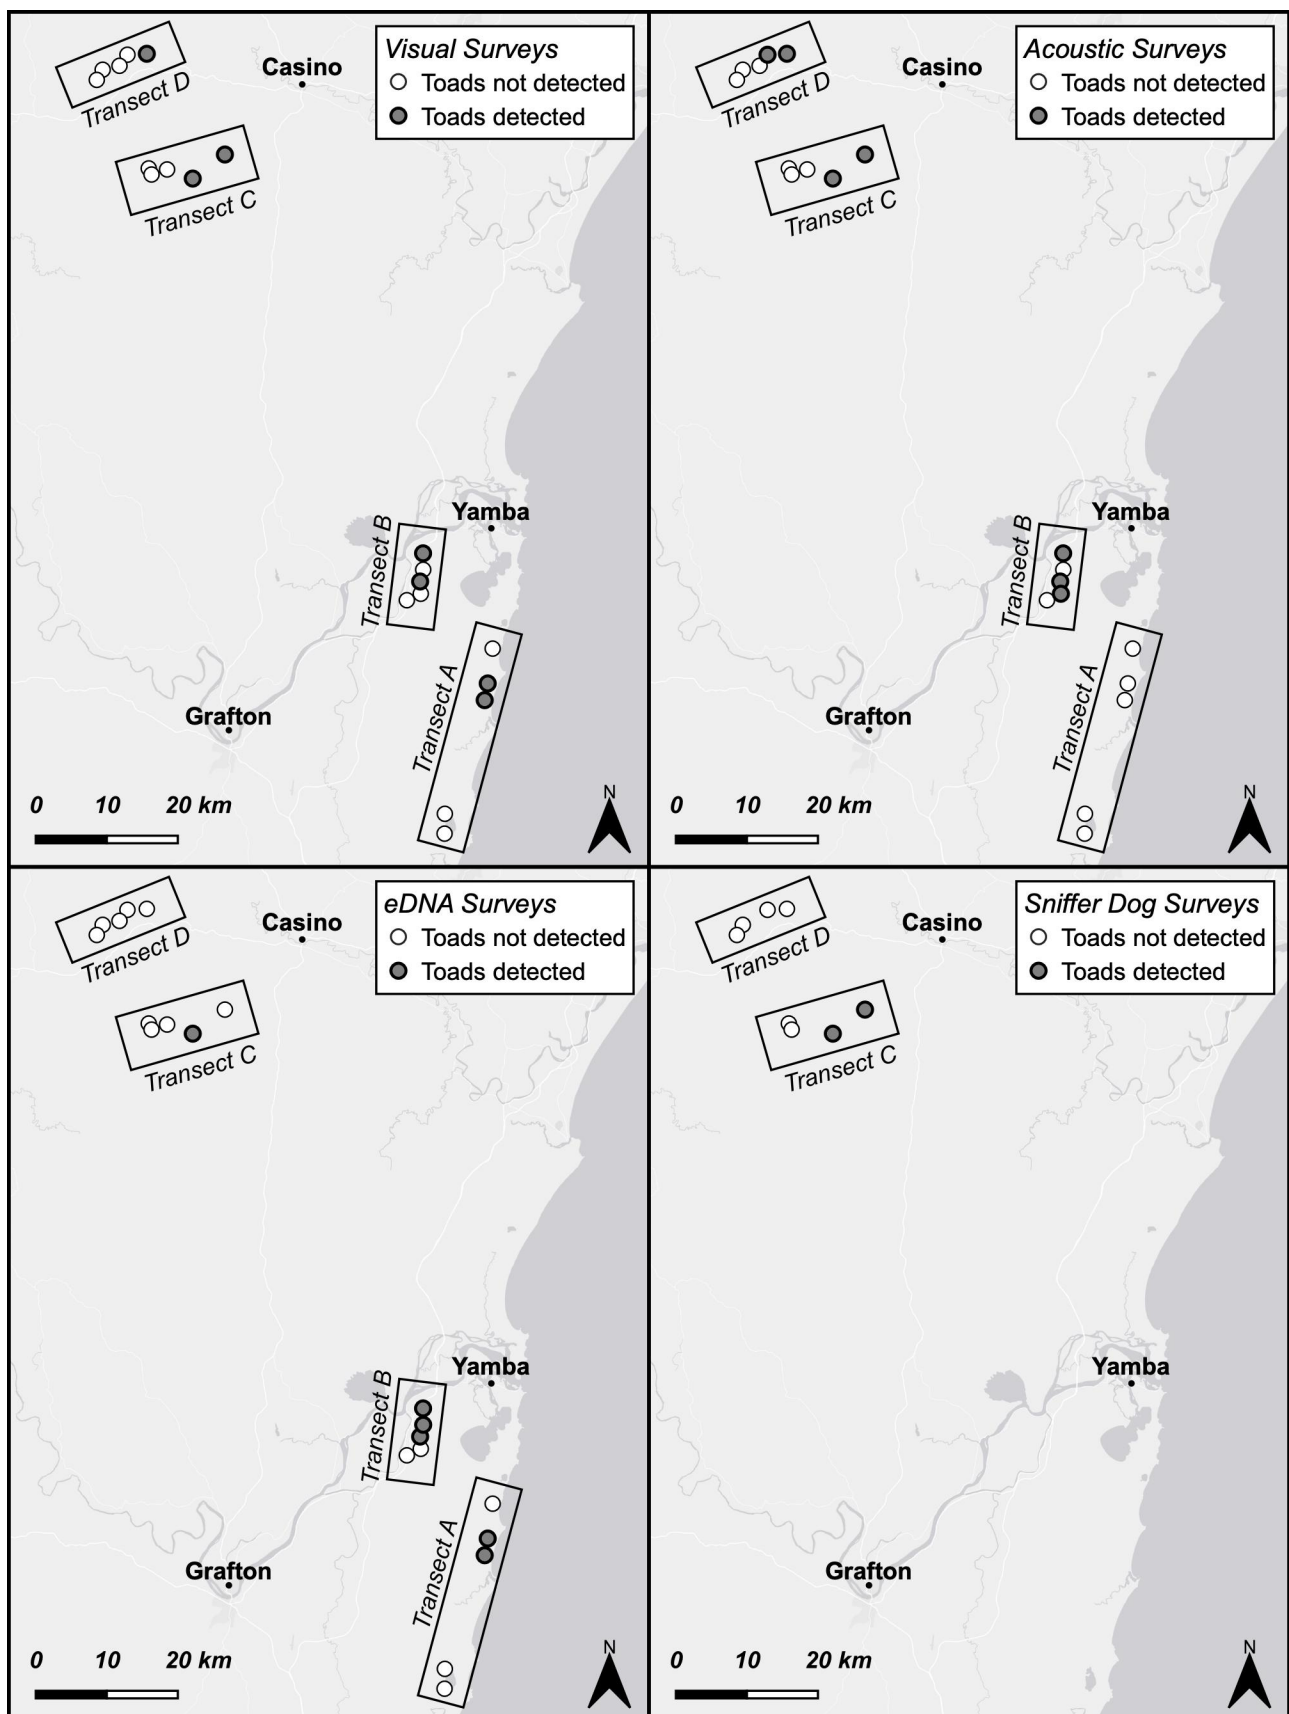 Visual Surveys
Toads not detected
Toads detected
Casino
Transect D
Transect C
Yamba
Transect B
Transect A
Grafton
0 10 20 km
N
Acoustic Surveys
Toads not detected
Toads detected
Casino
Transect D
Transect C
Yamba
Transect B
Transect A
Grafton
0 10 20 km
N
eDNA Surveys
Toads not detected
Toads detected
Casino
Transect D
Transect C
Yamba
Transect B
Transect A
Grafton
0 10 20 km
N
Sniffer Dog Surveys
Toads not detected
Toads detected
Casino
Transect D
Transect C
Yamba
Grafton
0 10 20 km
N